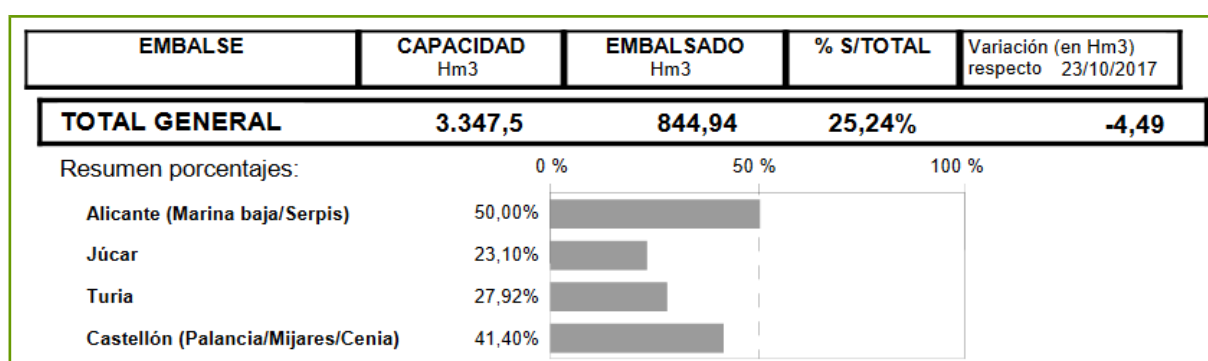 EMBALSE CAPACIDAD EMBALSADO % S/TOTAL Variación (en Hm3)
Hm3 Hm3 respecto 23/10/2017
TOTAL GENERAL 3.347,5 844,94 25,24% -4,49
Resumen porcentajes: 0 % 50 % 100 %
Alicante (Marina baja/Serpis) 50,00%
Júcar 23,10%
Turia 27,92%
Castellón (Palancia/Mijares/Cenia) 41,40%